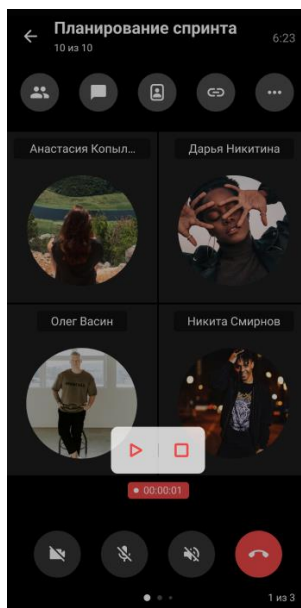 Планирование спринта
10 из 10
6:23
Анастасия Копыл...
Дарья Никитина
Олег Васин
Никита Смирнов
00:00:01
1 из 3